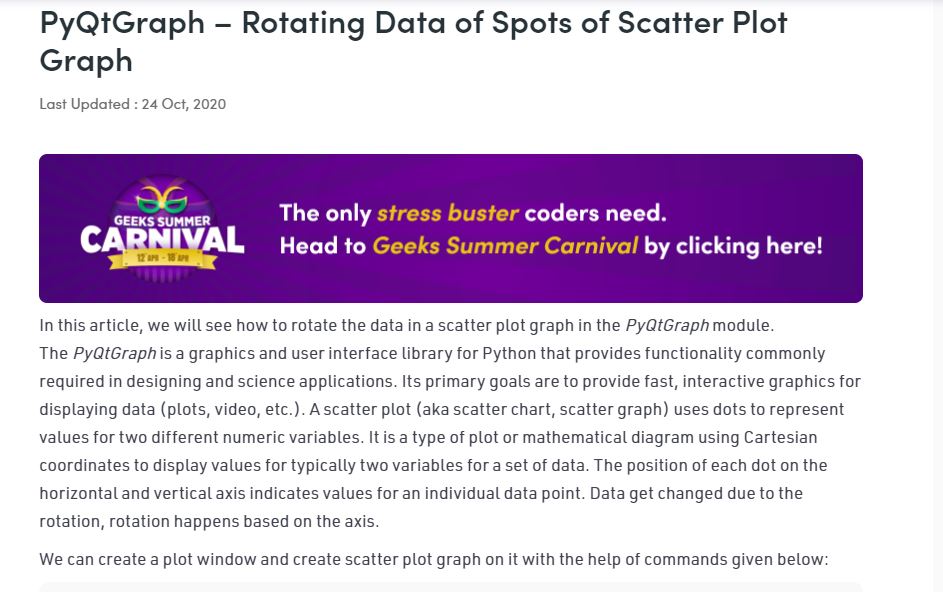 PyQtGraph – Rotating Data of Spots of Scatter Plot
Graph
Last Updated : 24 Oct, 2020
GEEKS SUMMER
CARNIVAL
12 APR - 18 APR
The only stress buster coders need.
Head to Geeks Summer Carnival by clicking here!
In this article, we will see how to rotate the data in a scatter plot graph in the PyQtGraph module.
The PyQtGraph is a graphics and user interface library for Python that provides functionality commonly
required in designing and science applications. Its primary goals are to provide fast, interactive graphics for
displaying data (plots, video, etc.). A scatter plot (aka scatter chart, scatter graph) uses dots to represent
values for two different numeric variables. It is a type of plot or mathematical diagram using Cartesian
coordinates to display values for typically two variables for a set of data. The position of each dot on the
horizontal and vertical axis indicates values for an individual data point. Data get changed due to the
rotation, rotation happens based on the axis.
We can create a plot window and create scatter plot graph on it with the help of commands given below: